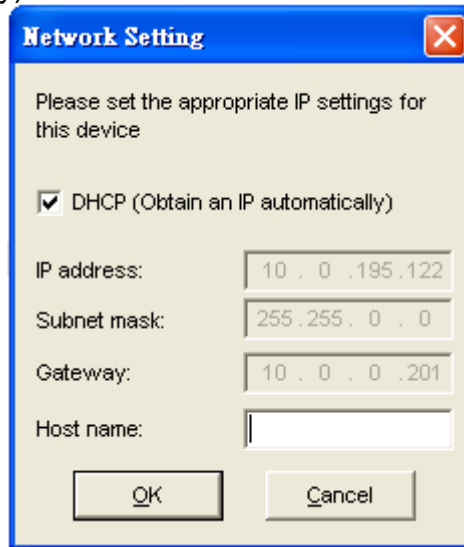 y)
Network Setting
Please set the appropriate IP settings for
this device
DHCP (Obtain an IP automatically)
IP address: 10 . 0 .195.122
Subnet mask: 255.255. 0 . 0
Gateway: 10 . 0 . 0 .201
Host name:
OK Cancel